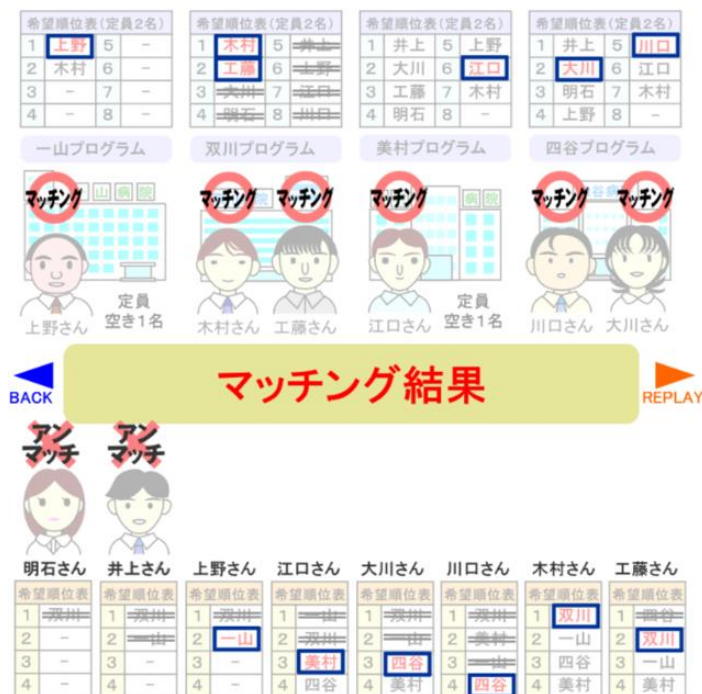 希望順位表(定員2名) 希望順位表(定員2名) 希望順位表(定員2名) 希望順位表(定員2名)
1 上野 5 - 1 木村 5 井上 1 井上 5 上野 1 井上 5 川口
2 木村 6 - 2 工藤 6 上野 2 大川 6 江口 2 大川 6 江口
3 - 7 - 3 大川 7 江口 3 工藤 7 木村 3 明石 7 木村
4 - 8 - 4 明石 8 川口 4 明石 8 - 4 上野 8 -
一山プログラム 双川プログラム 美村プログラム 四谷プログラム
マッチング マッチング マッチング マッチング マッチング マッチング
山病院 院 病院 谷病
上野さん 定員空き1名 木村さん 工藤さん 江口さん 定員空き1名 川口さん 大川さん
BACK マッチング結果 REPLAY
アンマッチ アンマッチ
明石さん 井上さん 上野さん 江口さん 大川さん 川口さん 木村さん 工藤さん
希望順位表 希望順位表 希望順位表 希望順位表 希望順位表 希望順位表 希望順位表 希望順位表
1 双川 1 双川 1 双川 1 一山 1 双川 1 双川 1 双川 1 四谷
2 - 2 一山 2 一山 2 双川 2 一山 2 美村 2 一山 2 双川
3 - 3 - 3 - 3 美村 3 四谷 3 一山 3 四谷 3 一山
4 - 4 - 4 - 4 四谷 4 美村 4 四谷 4 美村 4 美村